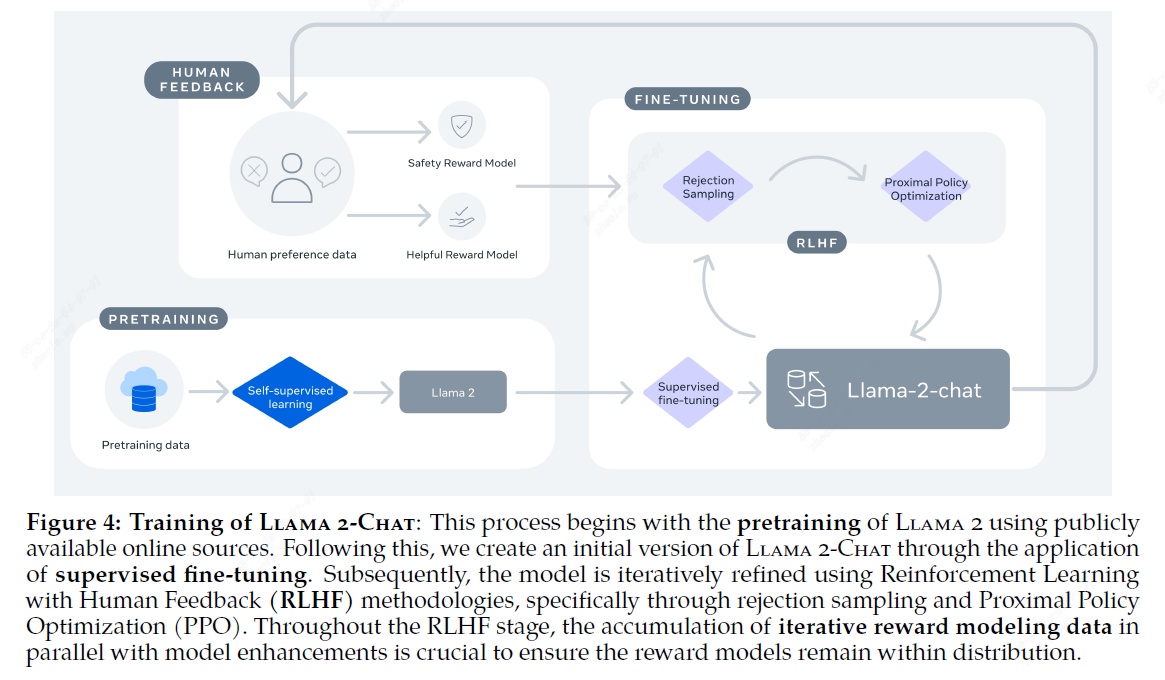 HUMAN
FEEDBACK
Safety Reward Model
Human preference data
Helpful Reward Model
FINE-TUNING
Rejection
Sampling
Proximal Policy
Optimization
RLHF
PRETRAINING
Pretraining data
Self-supervised
learning
Llama 2
Supervised
fine-tuning
Llama-2-chat
Figure 4: Training of LLAMA 2-CHAT: This process begins with the pretraining of LLAMA 2 using publicly
available online sources. Following this, we create an initial version of LLAMA 2-CHAT through the application
of supervised fine-tuning. Subsequently, the model is iteratively refined using Reinforcement Learning
with Human Feedback (RLHF) methodologies, specifically through rejection sampling and Proximal Policy
Optimization (PPO). Throughout the RLHF stage, the accumulation of iterative reward modeling data in
parallel with model enhancements is crucial to ensure the reward models remain within distribution.